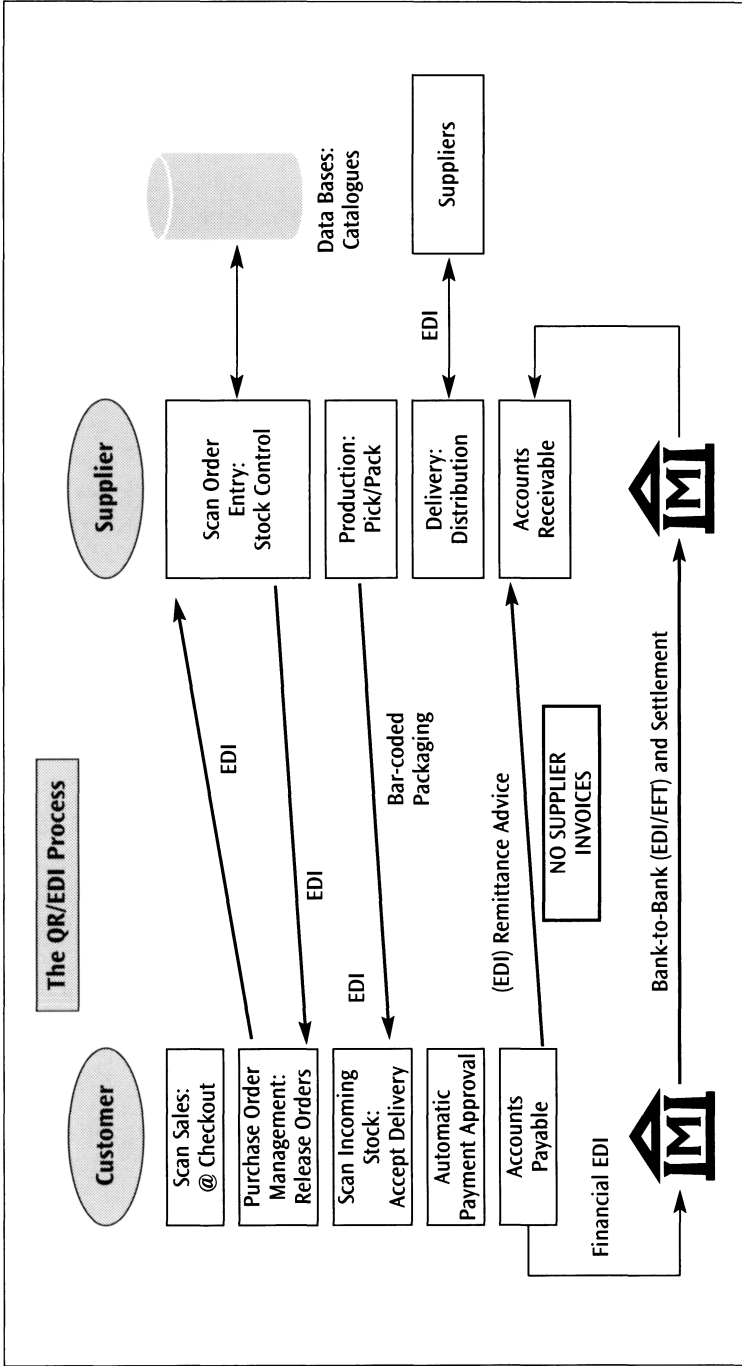 The QR/EDI Process
Customer
Supplier
Scan Sales:
@ Checkout
Purchase Order
Management:
Release Orders
Scan Incoming
Stock:
Accept Delivery
Automatic
Payment Approval
Accounts
Payable
Financial EDI
EDI
EDI
EDI
Bar-coded
Packaging
(EDI) Remittance Advice
NO SUPPLIER
INVOICES
Bank-to-Bank (EDI/EFT) and Settlement
Scan Order
Entry:
Stock Control
Production:
Pick/Pack
Delivery:
Distribution
Accounts
Receivable
Data Bases:
Catalogues
EDI
Suppliers
M
M